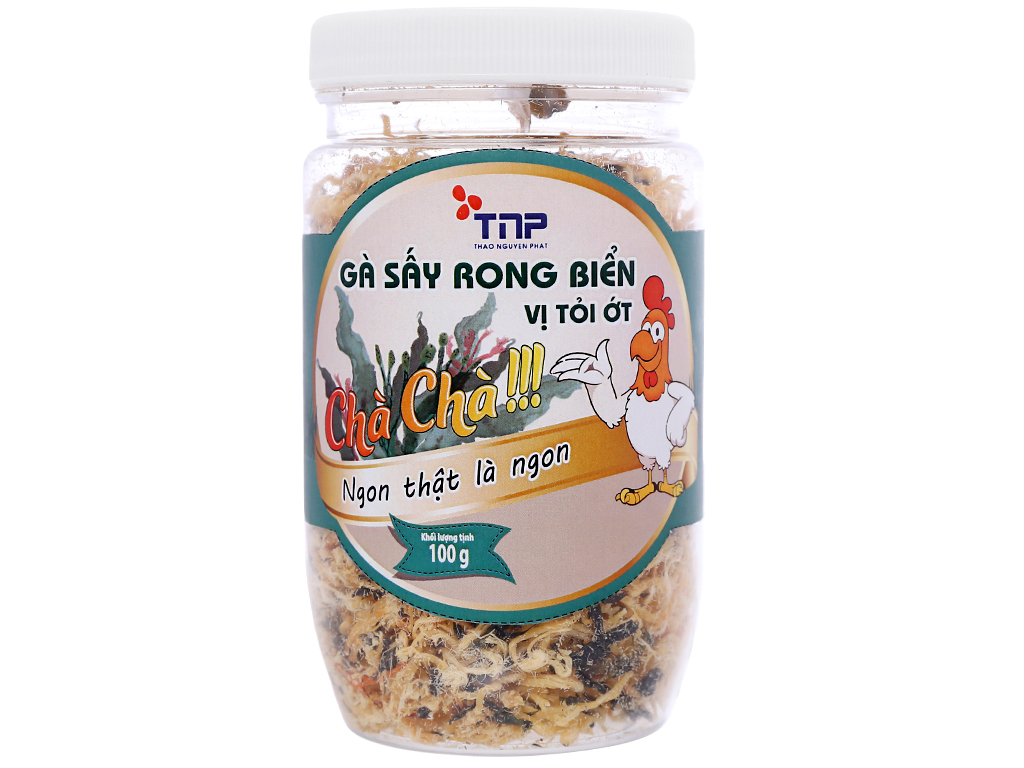 TNP
THAO NGUYEN PHAT
GÀ SẤY RONG BIỂN
VỊ TỎI ỚT
Chà Chà!!!
Ngon thật là ngon
Khối lượng tịnh
100 g